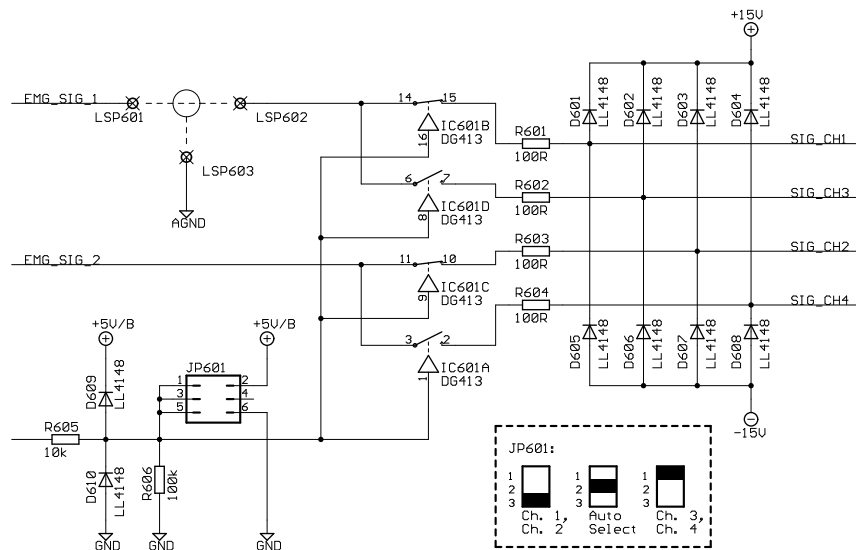 +15V
EMG_SIG_1
LSP601
LSP602
LSP603
AGND
14 15
16
IC601B
DG413
6 7
8
IC601D
DG413
R601
100R
R602
100R
R603
100R
R604
100R
D601
LL4148
D602
LL4148
D603
LL4148
D604
LL4148
SIG_CH1
SIG_CH3
SIG_CH2
SIG_CH4
EMG_SIG_2
11 10
9
IC601C
DG413
3 2
1
IC601A
DG413
D605
LL4148
D606
LL4148
D607
LL4148
D608
LL4148
-15V
+5V/B
+5V/B
D609
LL4148
JP601
1 2
3 4
5 6
R605
10k
D610
LL4148
R606
100k
GND
GND
GND
JP601:
1
2
3
1
2
3
1
2
3
Ch. 1,
Ch. 2
Auto
Select
Ch. 3,
Ch. 4